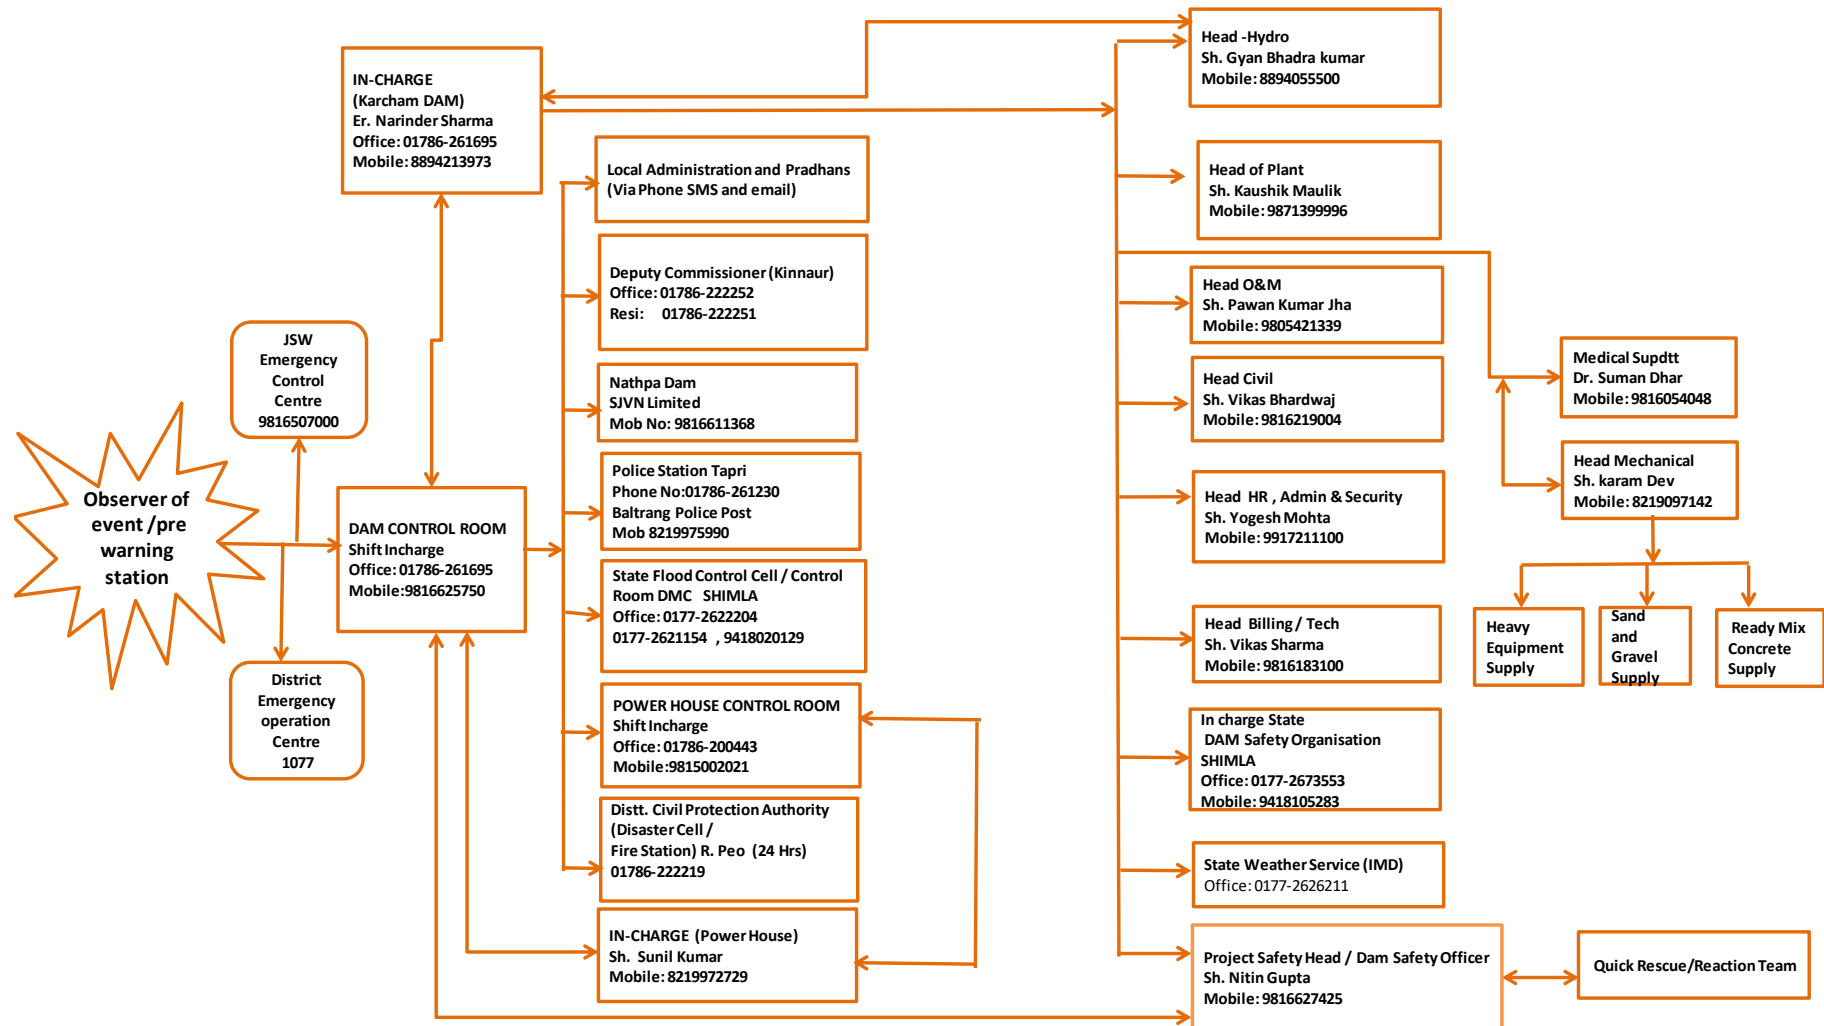 Observer of
event /pre
warning
station
JSW
Emergency
Control
Centre
9816507000
District
Emergency
operation
Centre
1077
IN-CHARGE
(Karcham DAM)
Er. Narinder Sharma
Office: 01786-261695
Mobile: 8894213973
DAM CONTROL ROOM
Shift Incharge
Office: 01786-261695
Mobile:9816625750
Local Administration and Pradhans
(Via Phone SMS and email)
Deputy Commissioner (Kinnaur)
Office: 01786-222252
Resi: 01786-222251
Nathpa Dam
SJVN Limited
Mob No: 9816611368
Police Station Tapri
Phone No:01786-261230
Baltrang Police Post
Mob 8219975990
State Flood Control Cell / Control
Room DMC SHIMLA
Office: 0177-2622204
0177-2621154 , 9418020129
POWER HOUSE CONTROL ROOM
Shift Incharge
Office: 01786-200443
Mobile:9815002021
Distt. Civil Protection Authority
(Disaster Cell /
Fire Station) R. Peo (24 Hrs)
01786-222219
IN-CHARGE (Power House)
Sh. Sunil Kumar
Mobile: 8219972729
Head -Hydro
Sh. Gyan Bhadra kumar
Mobile: 8894055500
Head of Plant
Sh. Kaushik Maulik
Mobile: 9871399996
Head O&M
Sh. Pawan Kumar Jha
Mobile: 9805421339
Head Civil
Sh. Vikas Bhardwaj
Mobile: 9816219004
Head HR , Admin & Security
Sh. Yogesh Mohta
Mobile: 9917211100
Head Billing / Tech
Sh. Vikas Sharma
Mobile: 9816183100
In charge State
DAM Safety Organisation
SHIMLA
Office: 0177-2673553
Mobile: 9418105283
State Weather Service (IMD)
Office: 0177-2626211
Project Safety Head / Dam Safety Officer
Sh. Nitin Gupta
Mobile: 9816627425
Medical Supdtt
Dr. Suman Dhar
Mobile: 9816054048
Head Mechanical
Sh. karam Dev
Mobile: 8219097142
Heavy
Equipment
Supply
Sand
and
Gravel
Supply
Ready Mix
Concrete
Supply
Quick Rescue/Reaction Team